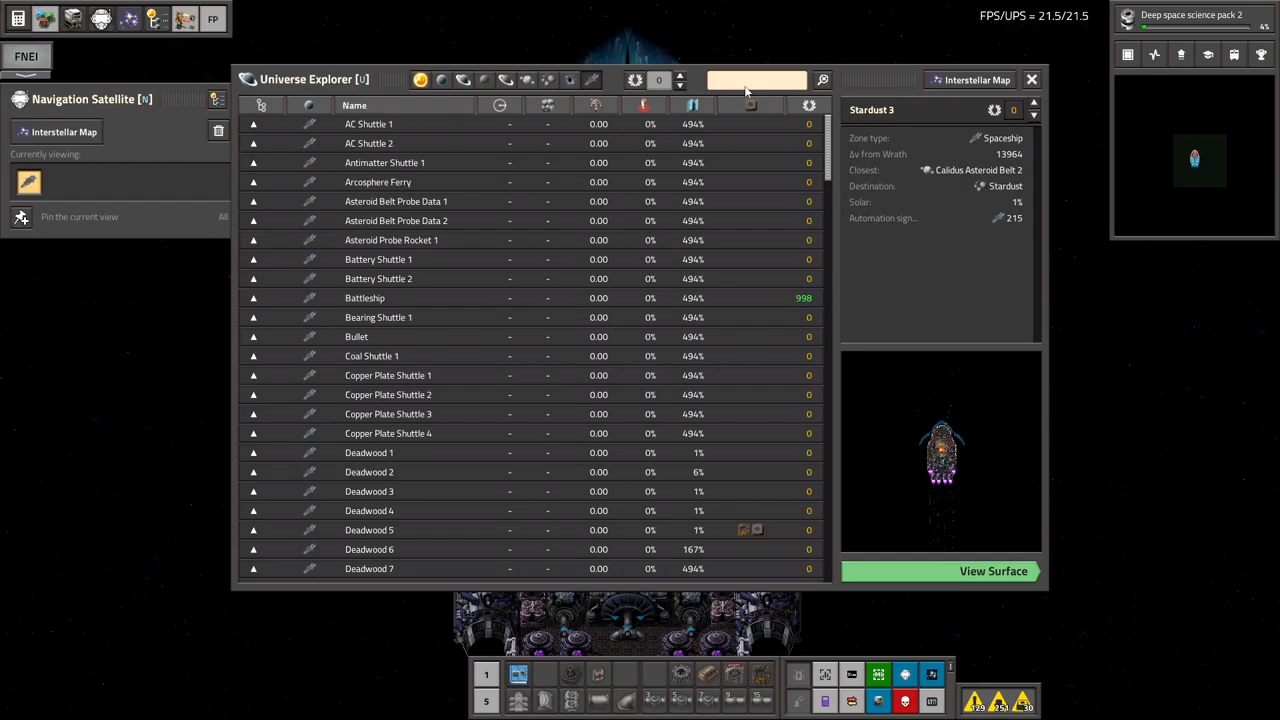 FPS/UPS = 21.5/21.5
Deep space science pack 2
4%
FP
FNEI
Navigation Satellite [N]
Interstellar Map
Currently viewing:
Pin the current view
All
Universe Explorer [U]
0
Interstellar Map
Name
AC Shuttle 1 - - 0.00 0% 494% 0
AC Shuttle 2 - - 0.00 0% 494% 0
Antimatter Shuttle 1 - - 0.00 0% 494% 0
Arcosphere Ferry - - 0.00 0% 494% 0
Asteroid Belt Probe Data 1 - - 0.00 0% 494% 0
Asteroid Belt Probe Data 2 - - 0.00 0% 494% 0
Asteroid Probe Rocket 1 - - 0.00 0% 494% 0
Battery Shuttle 1 - - 0.00 0% 494% 0
Battery Shuttle 2 - - 0.00 0% 494% 0
Battleship - - 0.00 0% 494% 998
Bearing Shuttle 1 - - 0.00 0% 494% 0
Bullet - - 0.00 0% 494% 0
Coal Shuttle 1 - - 0.00 0% 494% 0
Copper Plate Shuttle 1 - - 0.00 0% 494% 0
Copper Plate Shuttle 2 - - 0.00 0% 494% 0
Copper Plate Shuttle 3 - - 0.00 0% 494% 0
Copper Plate Shuttle 4 - - 0.00 0% 494% 0
Deadwood 1 - - 0.00 0% 1% 0
Deadwood 2 - - 0.00 0% 6% 0
Deadwood 3 - - 0.00 0% 1% 0
Deadwood 4 - - 0.00 0% 1% 0
Deadwood 5 - - 0.00 0% 1% 0
Deadwood 6 - - 0.00 0% 167% 0
Deadwood 7 - - 0.00 0% 494% 0
Stardust 3 0
Zone type: Spaceship
Δv from Wrath 13964
Closest: Calidus Asteroid Belt 2
Destination: Stardust
Solar: 1%
Automation sign... 215
View Surface
1
5
3 5 7 9 15
129 251 30